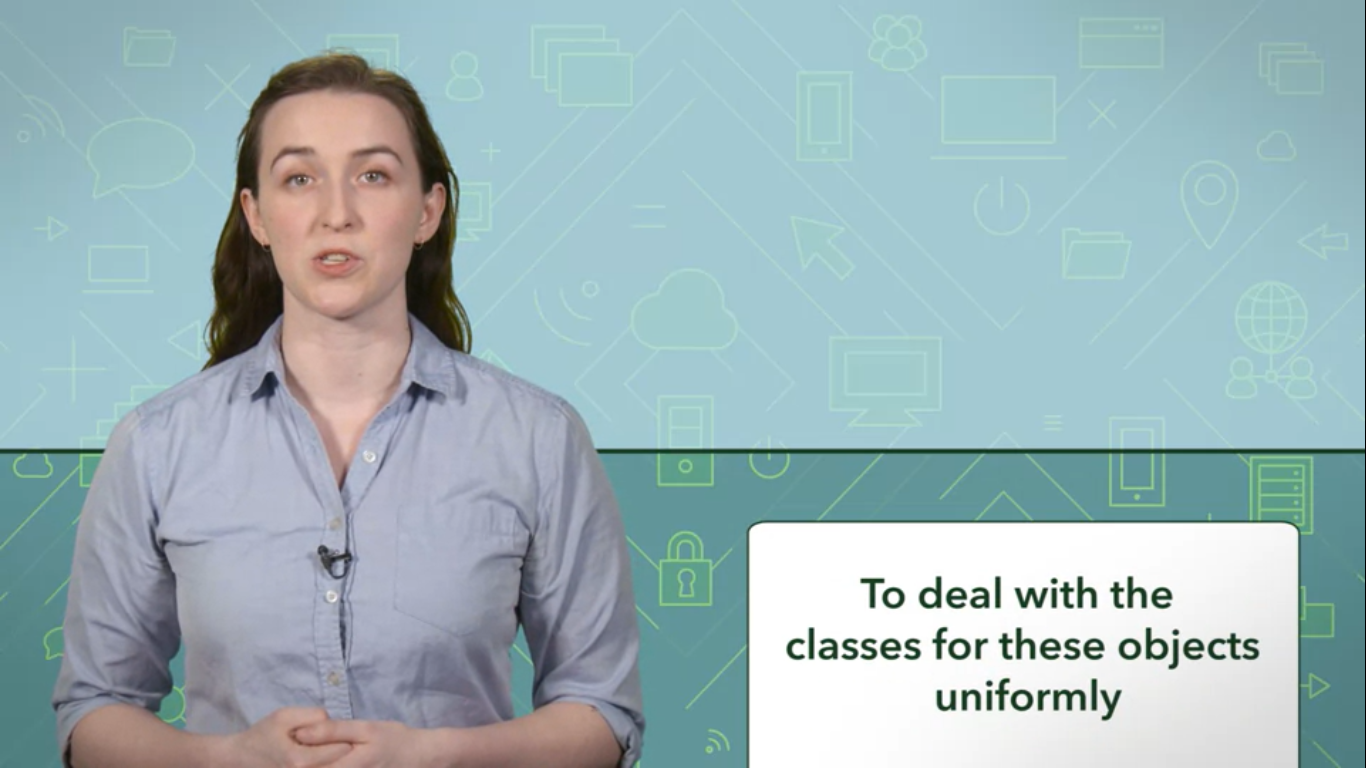 To deal with the
classes for these objects
uniformly